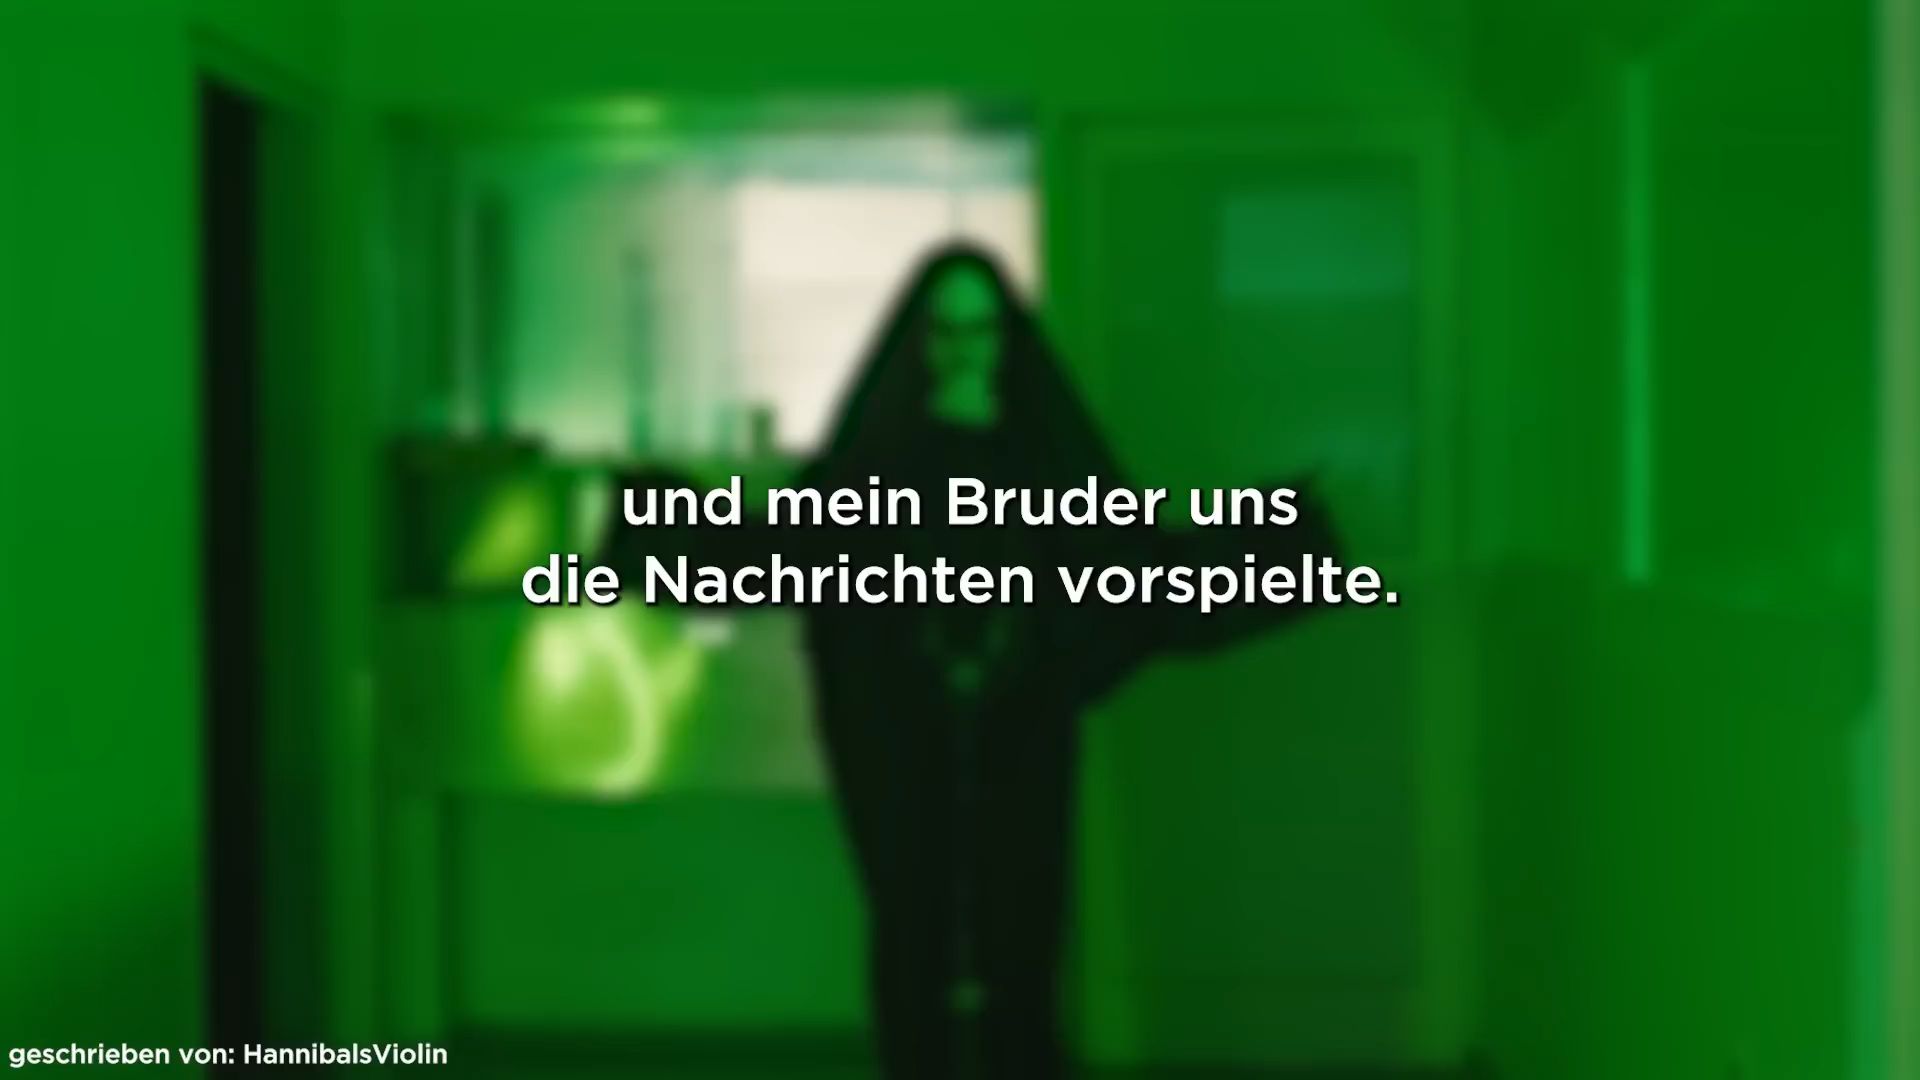 und mein Bruder uns
die Nachrichten vorspielte.
geschrieben von: HannibalsViolin